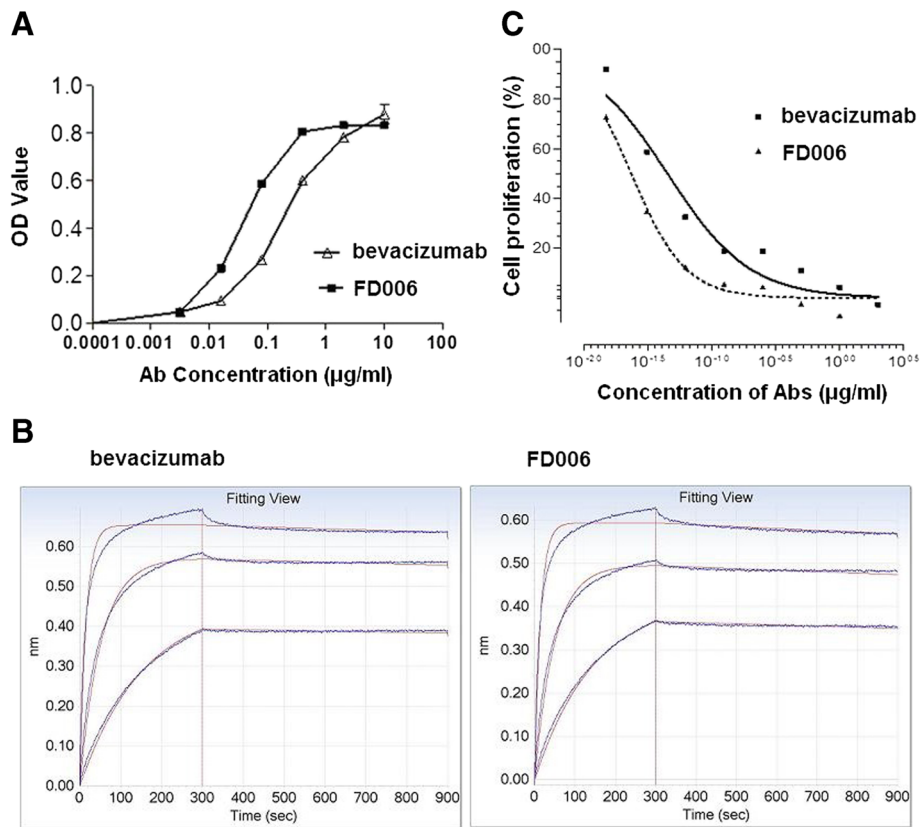 A
OD Value
1.0
0.8
0.6
0.4
0.2
0.0
0.0001 0.001 0.01 0.1 1 10 100
Ab Concentration (µg/ml)
bevacizumab
FD006
C
Cell proliferation (%)
00
80
60
40
20
10-2.0 10-1.5 10-1.0 10-0.5 100.0 100.5
Concentration of Abs (µg/ml)
bevacizumab
FD006
B
bevacizumab
Fitting View
nm
0.60
0.50
0.40
0.30
0.20
0.10
0.00
0 100 200 300 400 500 600 700 800 900
Time (sec)
FD006
Fitting View
nm
0.60
0.50
0.40
0.30
0.20
0.10
0.00
0 100 200 300 400 500 600 700 800 900
Time (sec)